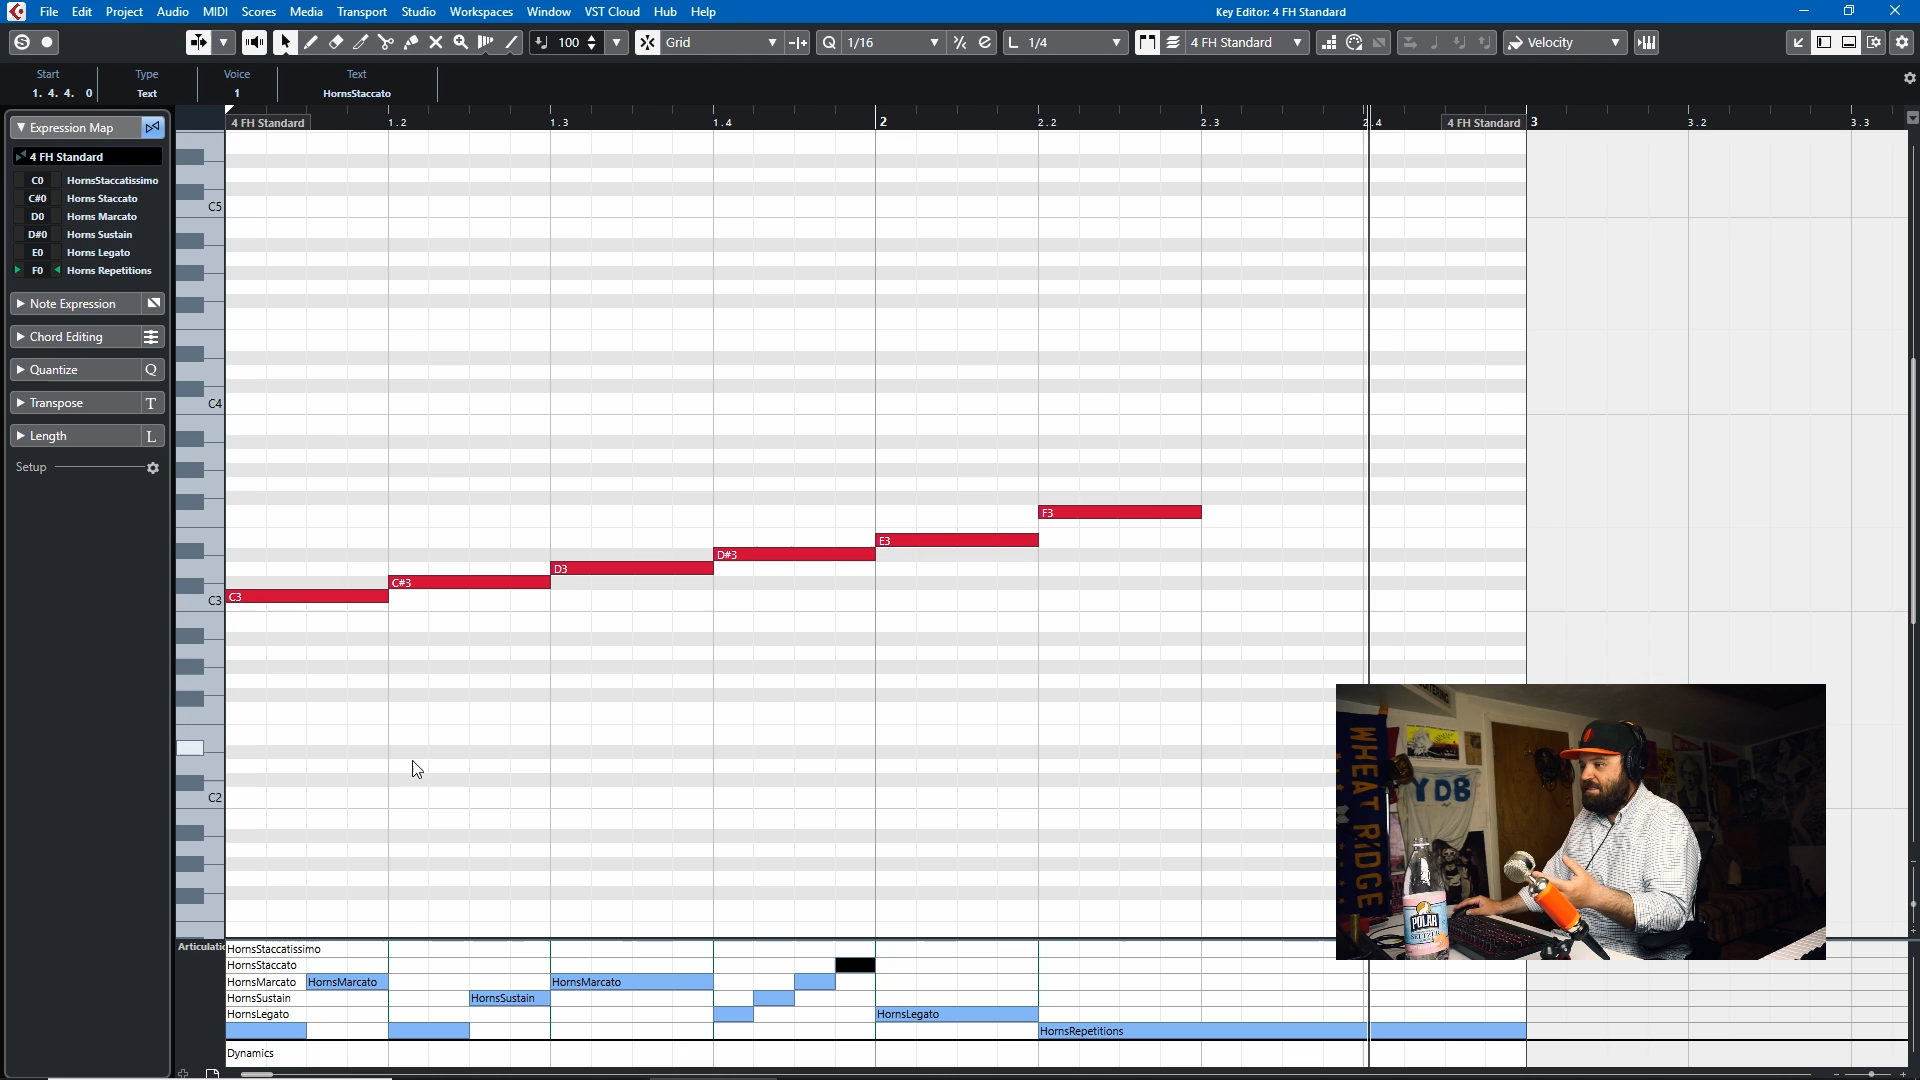 File Edit Project Audio MIDI Scores Media Transport Studio Workspaces Window VST Cloud Hub Help
Key Editor: 4 FH Standard
S 100 Grid Q 1/16 L 1/4 4 FH Standard Velocity
Start Type Voice Text
1. 4. 4. 0 Text 1 HornsStaccato
Expression Map
4 FH Standard
C0 HornsStaccatissimo
C#0 Horns Staccato
D0 Horns Marcato
D#0 Horns Sustain
E0 Horns Legato
F0 Horns Repetitions
Note Expression
Chord Editing
Quantize Q
Transpose T
Length L
Setup
4 FH Standard 1.2 1.3 1.4 2 2.2 2.3 2.4 4 FH Standard 3 3.2 3.3
C5
C4
F3
E3
D#3
D3
C#3
C3 C3
C2
WHEAT RIDGE
YDB
POLAR
SELTZER
Articulatio
HornsStaccatissimo
HornsStaccato
HornsMarcato HornsMarcato HornsMarcato
HornsSustain HornsSustain
HornsLegato HornsLegato
HornsRepetitions
Dynamics